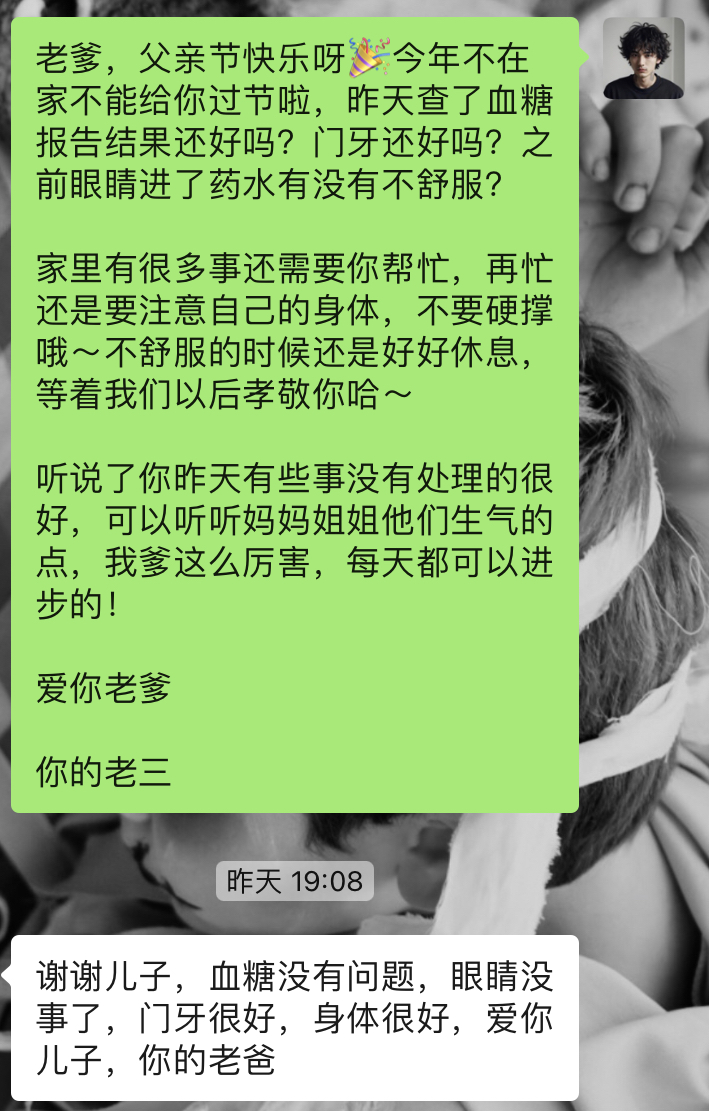 老爹，父亲节快乐呀🎉今年不在
家不能给你过节啦，昨天查了血糖
报告结果还好吗？门牙还好吗？之
前眼睛进了药水有没有不舒服？
家里有很多事还需要你帮忙，再忙
还是要注意自己的身体，不要硬撑
哦～不舒服的时候还是好好休息，
等着我们以后孝敬你哈～
听说了你昨天有些事没有处理的很
好，可以听听妈妈姐姐他们生气的
点，我爹这么厉害，每天都可以进
步的！
爱你老爹
你的老三
昨天 19:08
谢谢儿子，血糖没有问题，眼睛没
事了，门牙很好，身体很好，爱你
儿子，你的老爸